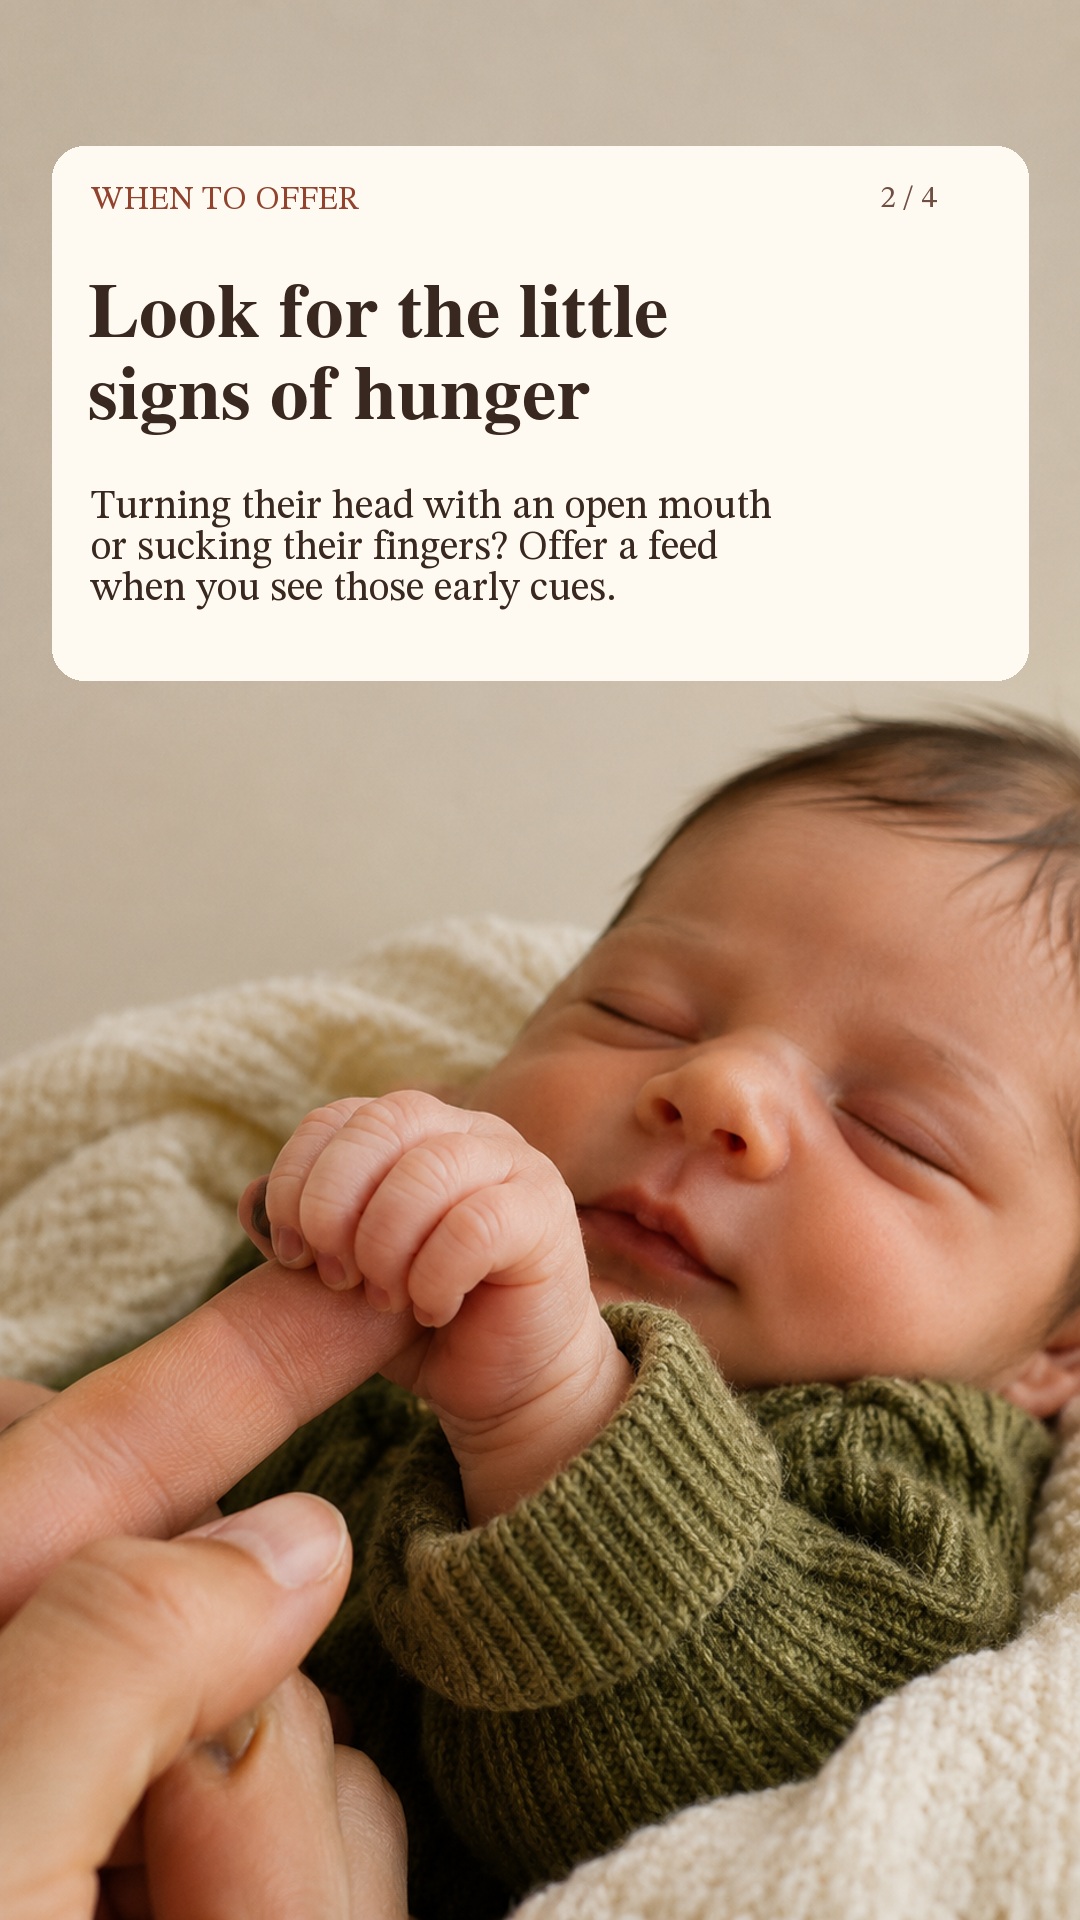 WHEN TO OFFER
2 / 4
Look for the little
signs of hunger
Turning their head with an open mouth
or sucking their fingers? Offer a feed
when you see those early cues.